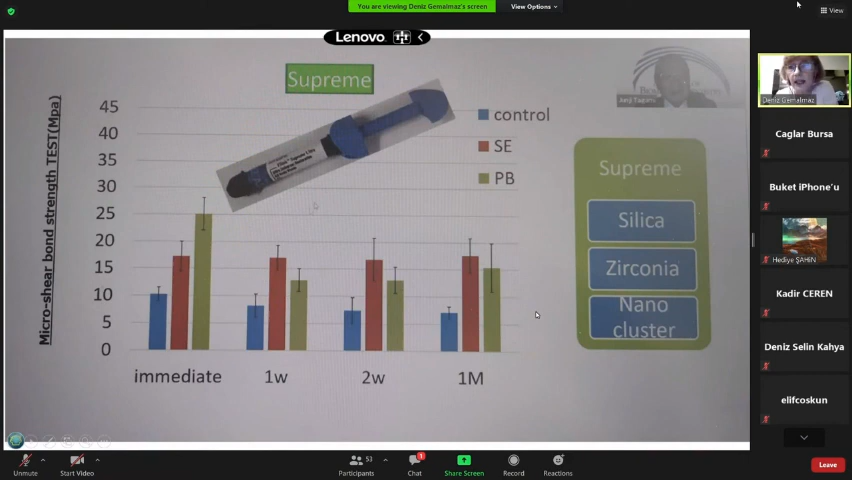 You are viewing Deniz Gemalmaz's screen
View Options
View
Lenovo
Supreme
Micro-shear bond strength TEST(Mpa)
45
40
35
30
25
20
15
10
5
0
immediate
1w
2w
1M
control
SE
PB
Supreme
Silica
Zirconia
Nano
cluster
Deniz Gemalmaz
Caglar Bursa
Buket iPhone'u
Hediye ŞAHİN
Kadir CEREN
Deniz Selin Kahya
elifcoskun
Unmute
Start Video
Participants
53
Chat
1
Share Screen
Record
Reactions
Leave